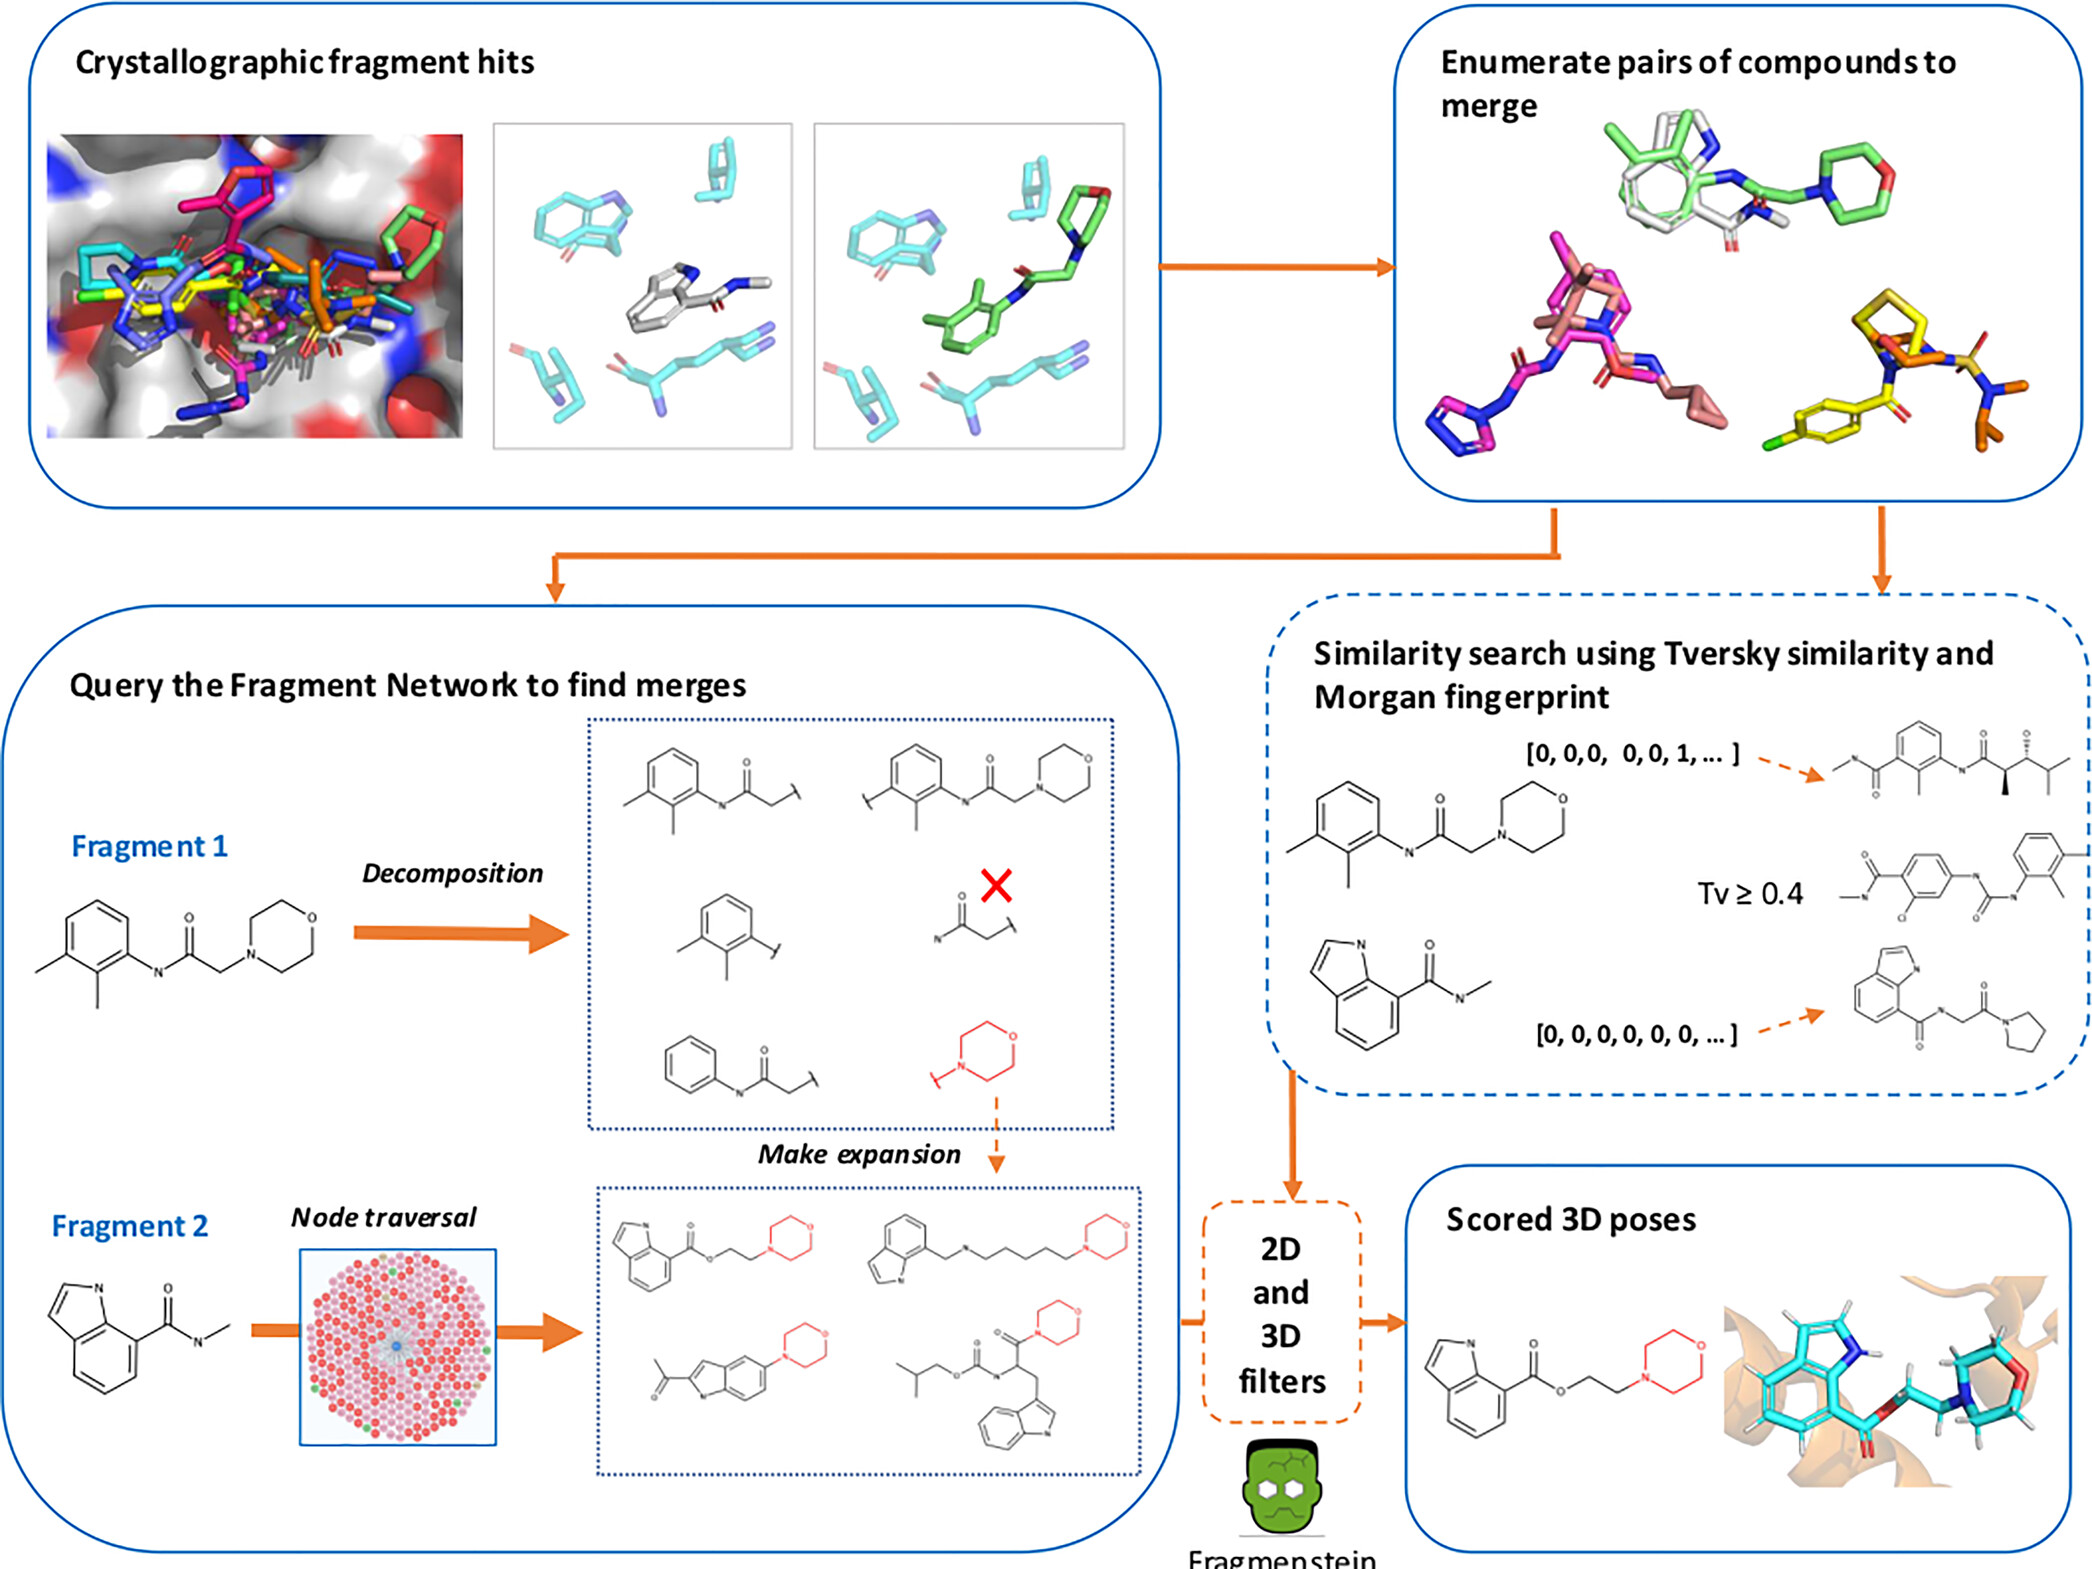 Crystallographic fragment hits
Enumerate pairs of compounds to
merge
Query the Fragment Network to find merges
Fragment 1
Decomposition
Make expansion
Fragment 2
Node traversal
Similarity search using Tversky similarity and
Morgan fingerprint
[0, 0,0, 0, 0, 1, ... ]
Tv ≥ 0.4
[0, 0, 0, 0, 0, 0, ... ]
2D
and
3D
filters
Fragmenstein
Scored 3D poses